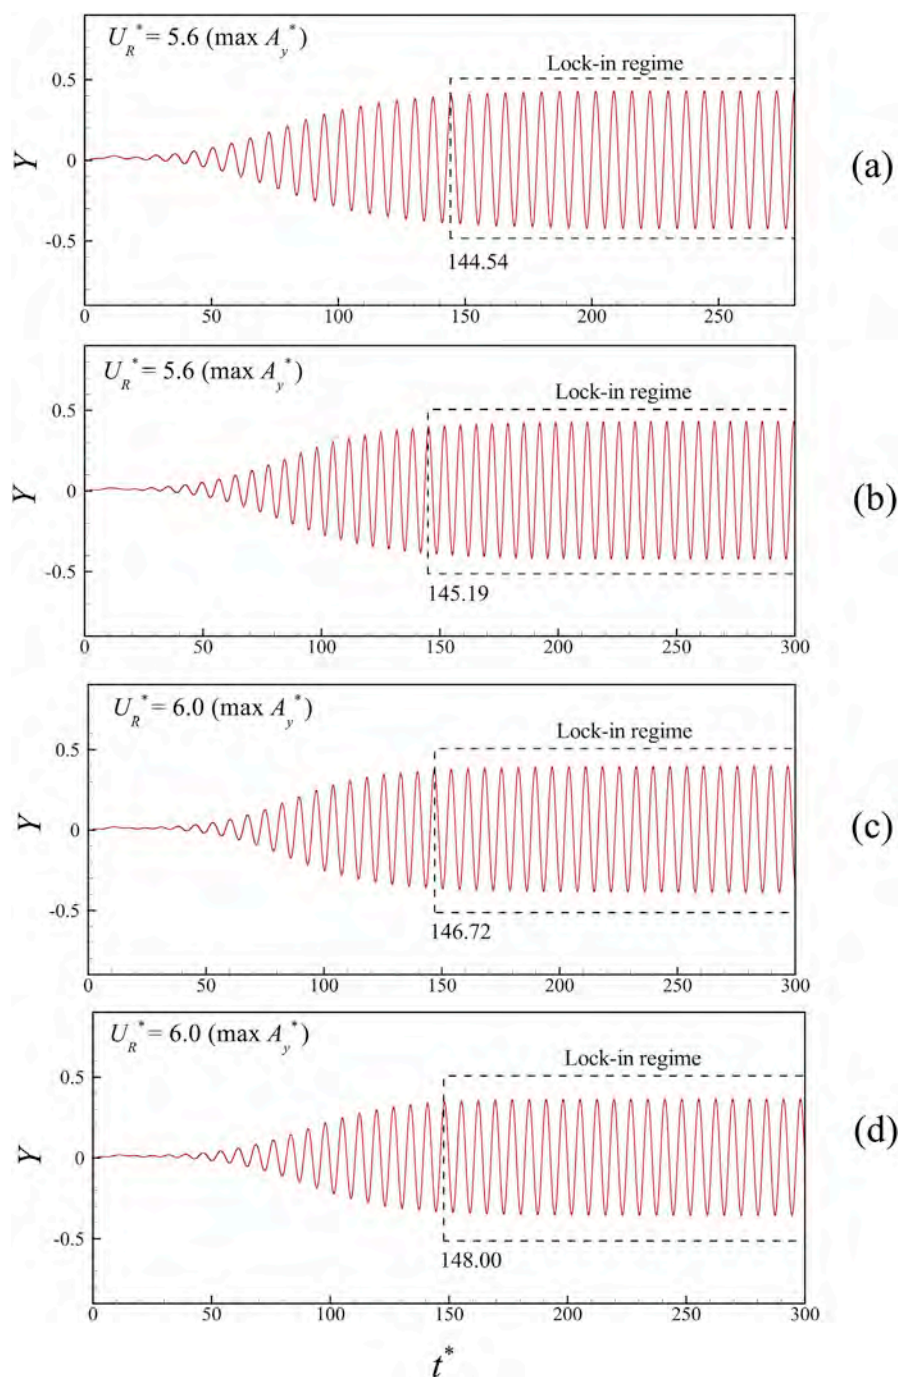 U_R^* = 5.6 (max A_y^*)
Lock-in regime
0.5
Y
0
(a)
-0.5
144.54
0 50 100 150 200 250
U_R^* = 5.6 (max A_y^*)
Lock-in regime
0.5
Y
0
(b)
-0.5
145.19
0 50 100 150 200 250 300
U_R^* = 6.0 (max A_y^*)
Lock-in regime
0.5
Y
0
(c)
-0.5
146.72
0 50 100 150 200 250 300
U_R^* = 6.0 (max A_y^*)
Lock-in regime
0.5
Y
0
(d)
-0.5
148.00
0 50 100 150 200 250 300
t^*